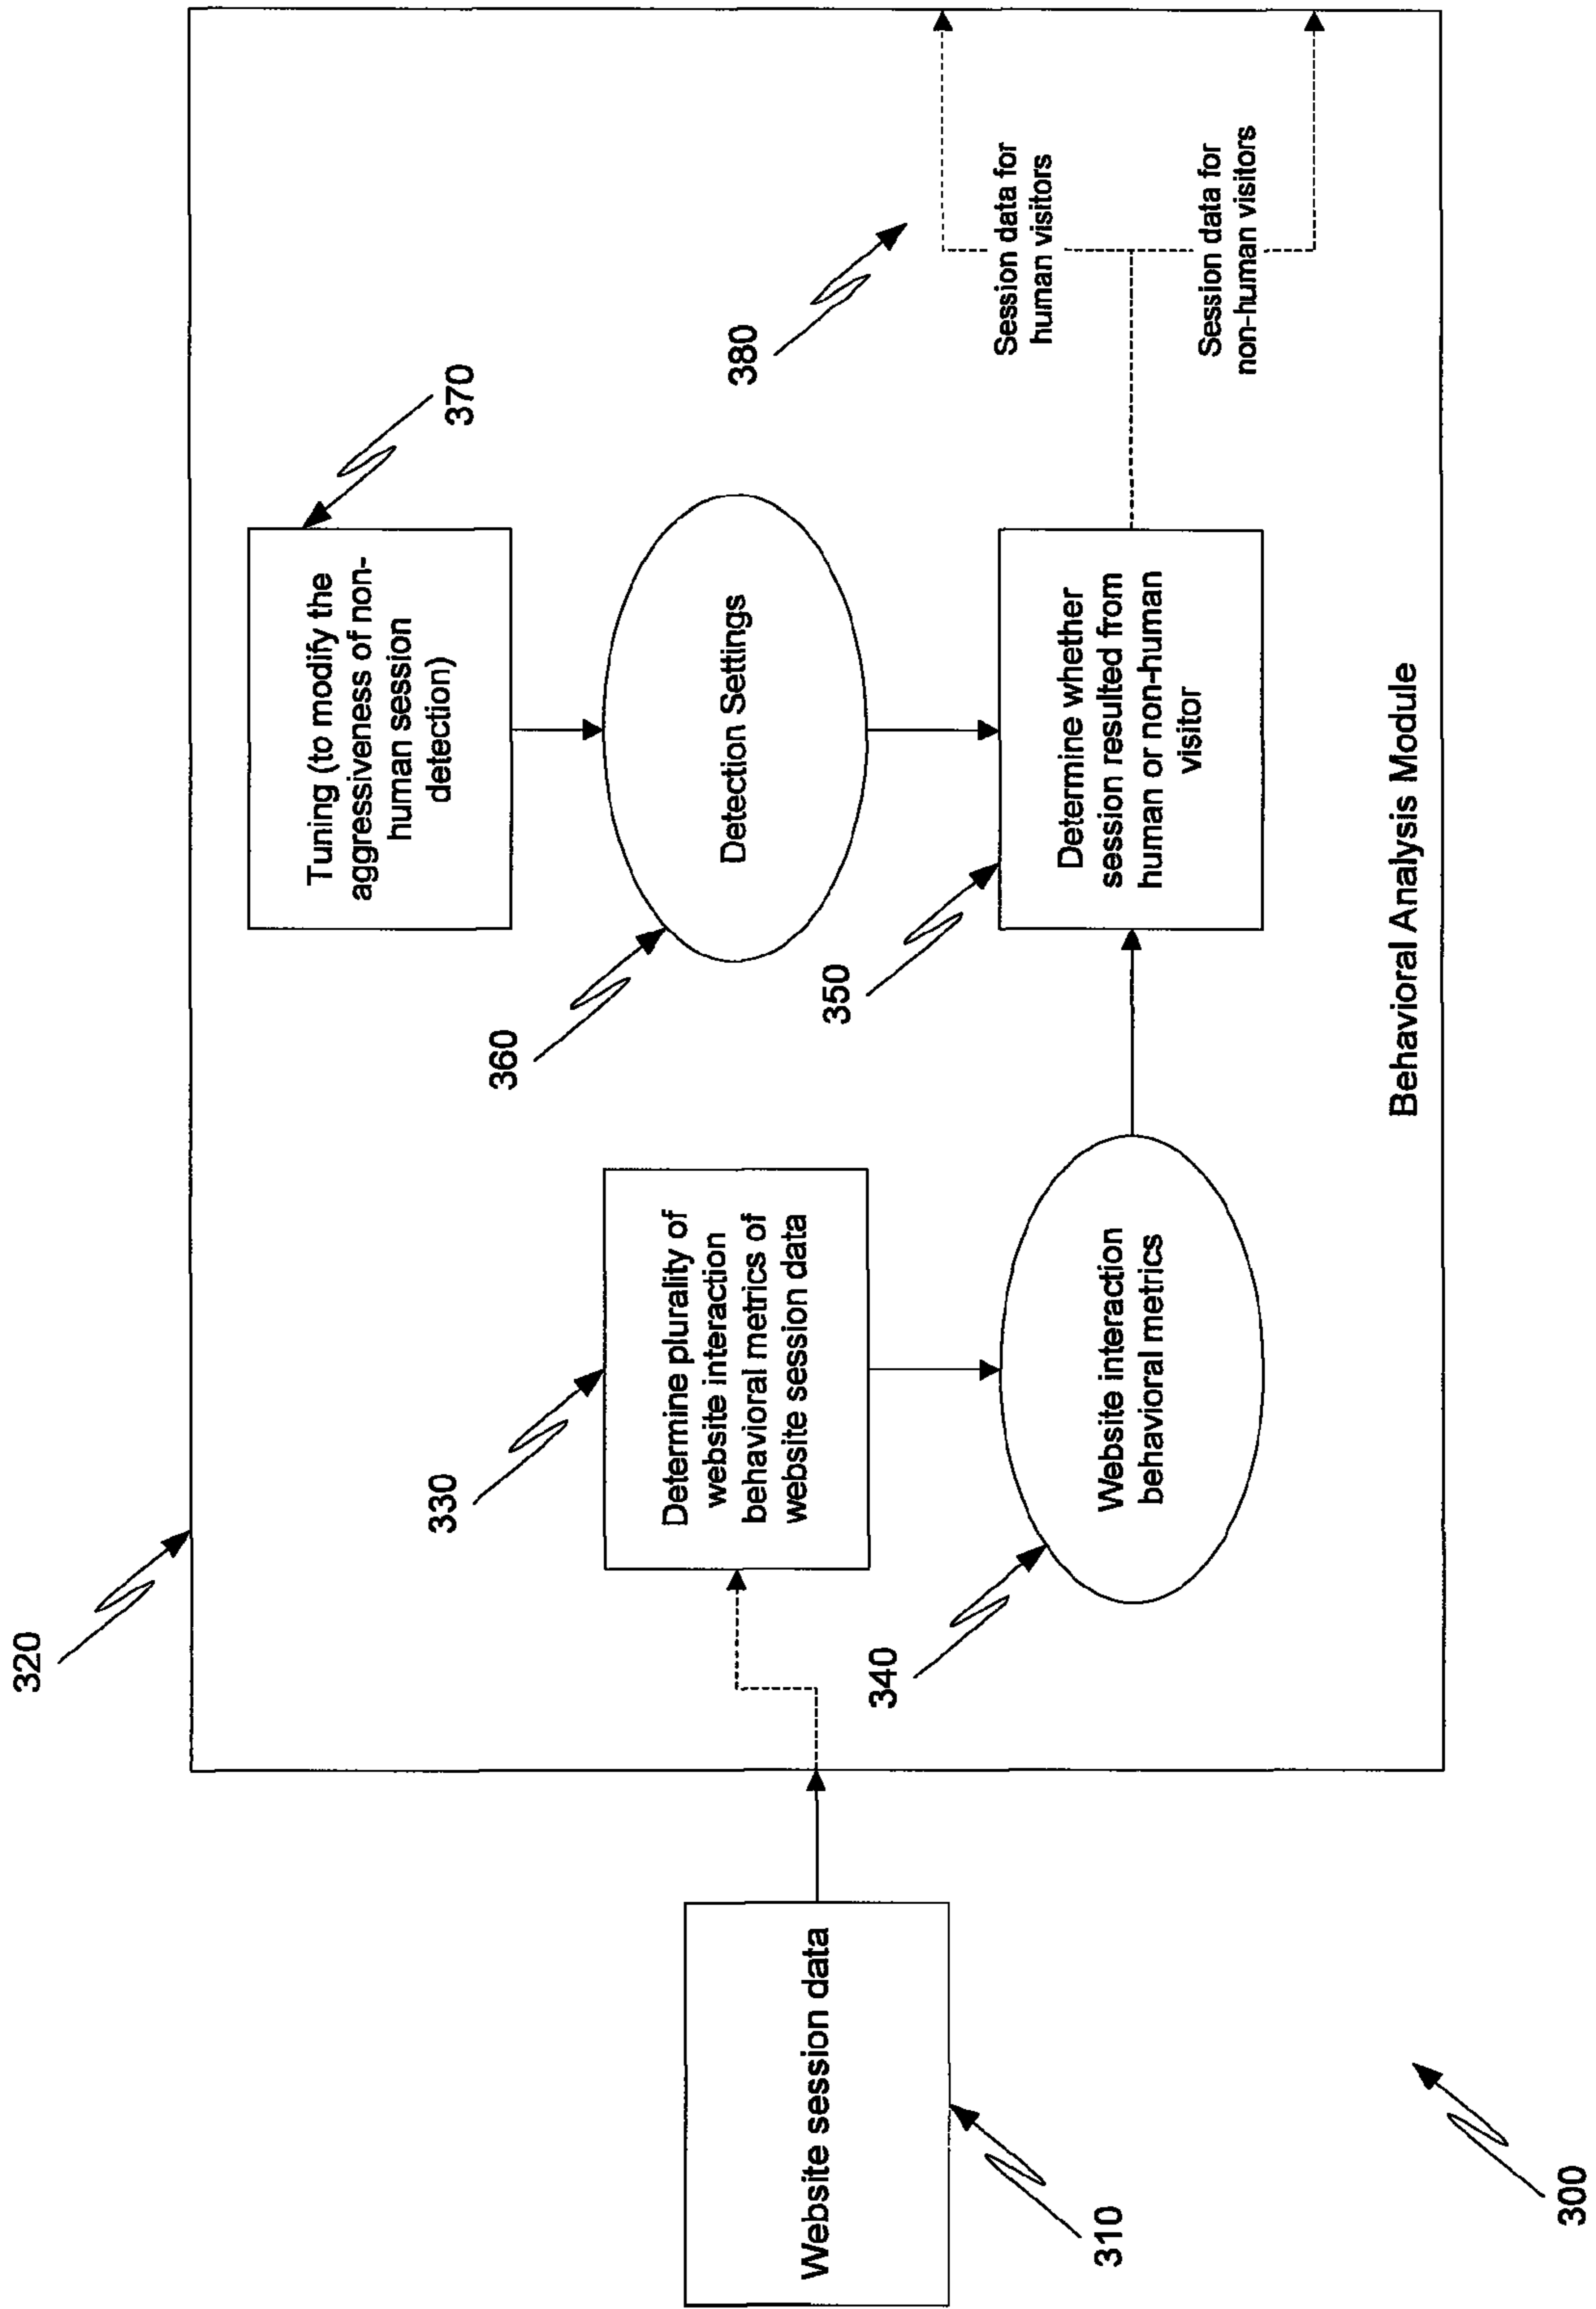 320
370
Tuning (to modify the
aggressiveness of non-
human session
detection)
360
Detection Settings
380
330
Determine plurality of
website interaction
behavioral metrics of
website session data
Session data for
human visitors
Session data for
non-human visitors
350
Determine whether
session resulted from
human or non-human
visitor
340
Website interaction
behavioral metrics
Website session data
310
Behavioral Analysis Module
300